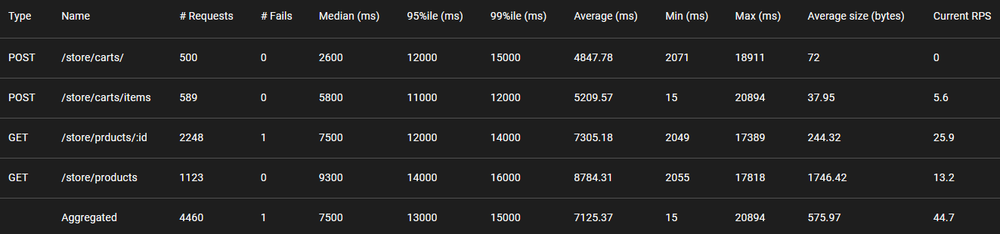 Type Name # Requests # Fails Median (ms) 95%ile (ms) 99%ile (ms) Average (ms) Min (ms) Max (ms) Average size (bytes) Current RPS
POST /store/carts/ 500 0 2600 12000 15000 4847.78 2071 18911 72 0
POST /store/carts/items 589 0 5800 11000 12000 5209.57 15 20894 37.95 5.6
GET /store/prducts/:id 2248 1 7500 12000 14000 7305.18 2049 17389 244.32 25.9
GET /store/products 1123 0 9300 14000 16000 8784.31 2055 17818 1746.42 13.2
Aggregated 4460 1 7500 13000 15000 7125.37 15 20894 575.97 44.7